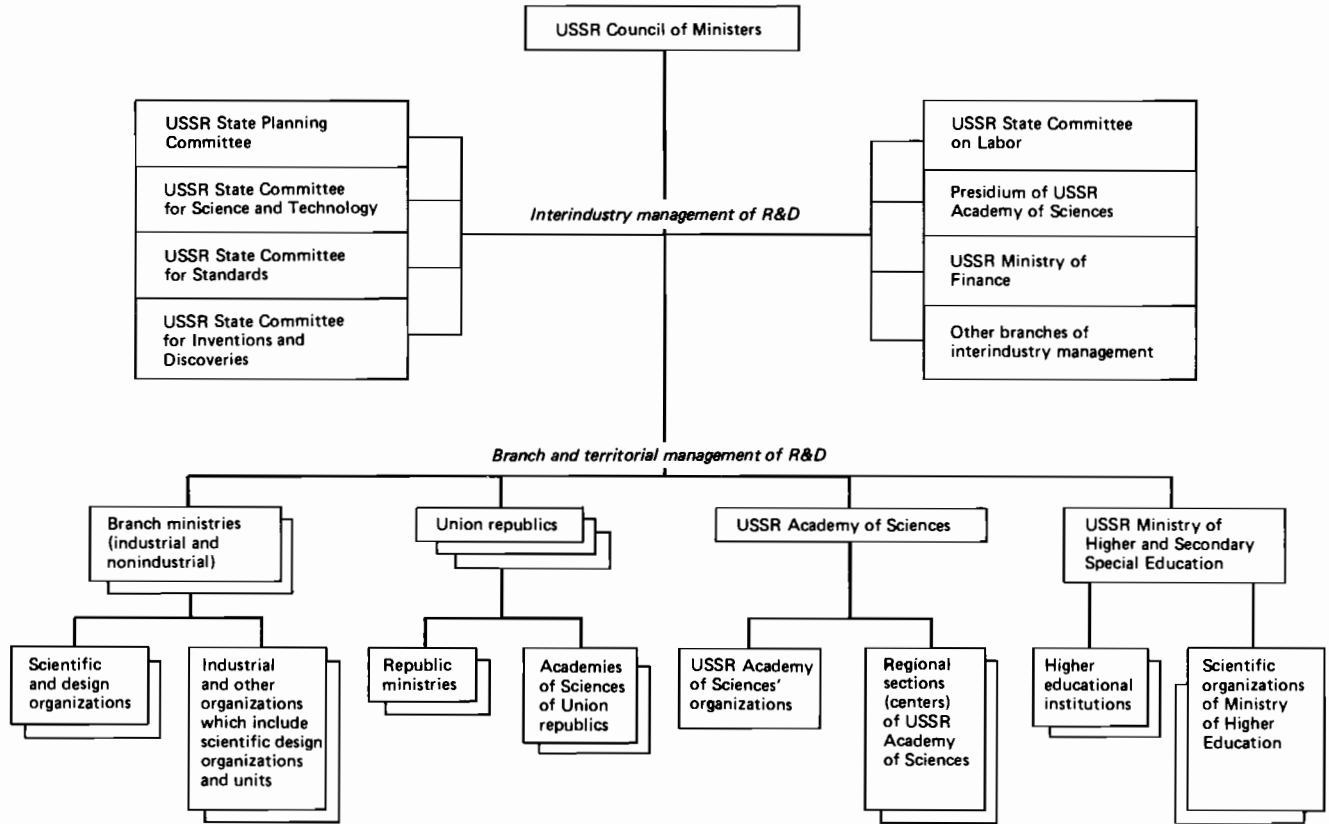 USSR Council of Ministers
USSR State Planning
Committee
USSR State Committee
for Science and Technology
USSR State Committee
for Standards
USSR State Committee
for Inventions and
Discoveries
Interindustry management of R&D
USSR State Committee
on Labor
Presidium of USSR
Academy of Sciences
USSR Ministry of
Finance
Other branches of
interindustry management
Branch and territorial management of R&D
Branch ministries
(industrial and
nonindustrial)
Union republics
USSR Academy of Sciences
USSR Ministry of
Higher and Secondary
Special Education
Scientific
and design
organizations
Industrial
and other
organizations
which include
scientific design
organizations
and units
Republic
ministries
Academies
of Sciences
of Union
republics
USSR Academy
of Sciences'
organizations
Regional
sections
(centers)
of USSR
Academy
of Sciences
Higher
educational
institutions
Scientific
organizations
of Ministry
of Higher
Education